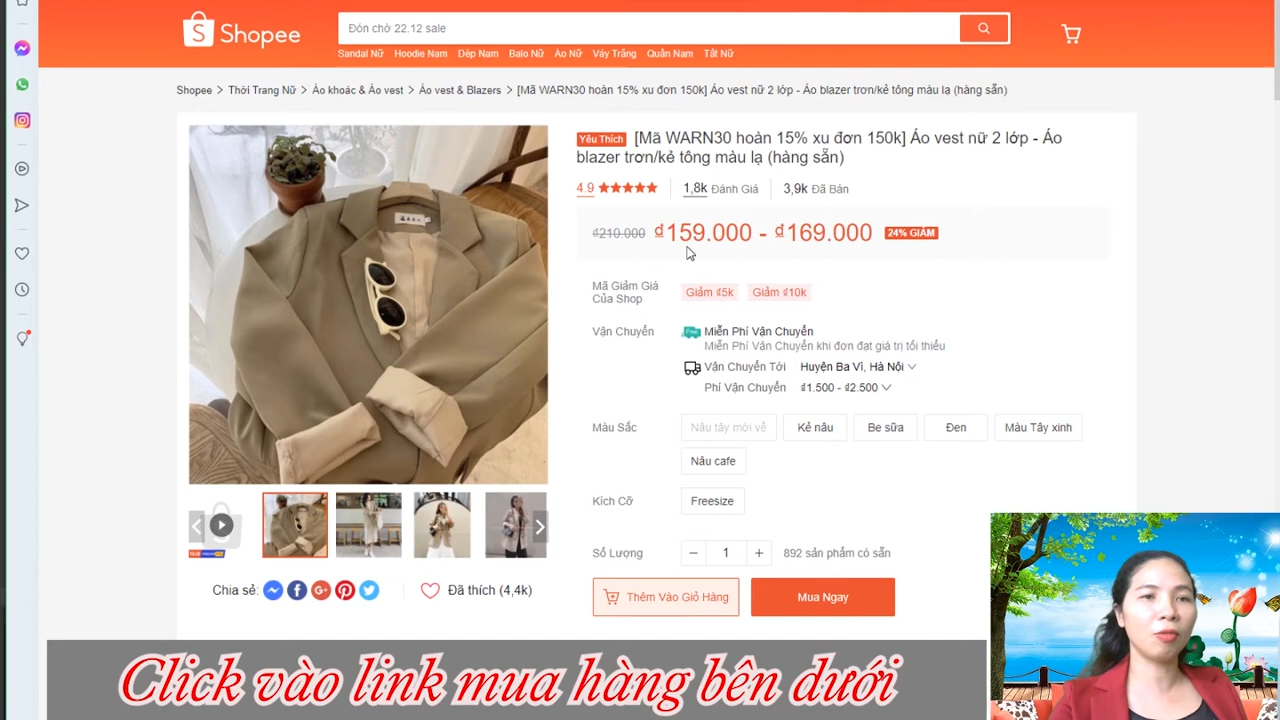 Shopee
Đón chờ 22.12 sale
Sandal Nữ Hoodie Nam Dép Nam Balo Nữ Áo Nữ Váy Trắng Quần Nam Tất Nữ
Shopee > Thời Trang Nữ > Áo khoác & Áo vest > Áo vest & Blazers > [Mã WARN30 hoàn 15% xu đơn 150k] Áo vest nữ 2 lớp - Áo blazer trơn/kẻ tông màu lạ (hàng sẵn)
Yêu Thích [Mã WARN30 hoàn 15% xu đơn 150k] Áo vest nữ 2 lớp - Áo
blazer trơn/kẻ tông màu lạ (hàng sẵn)
4.9 1,8k Đánh Giá 3,9k Đã Bán
₫210.000 ₫159.000 - ₫169.000 24% GIẢM
Mã Giảm Giá
Của Shop
Giảm ₫5k Giảm ₫10k
Vận Chuyển
Free Miễn Phí Vận Chuyển
Miễn Phí Vận Chuyển khi đơn đạt giá trị tối thiểu
Vận Chuyển Tới Huyện Ba Vì, Hà Nội
Phí Vận Chuyển ₫1.500 - ₫2.500
Màu Sắc Nâu tây mới về Kẻ nâu Be sữa Đen Màu Tây xinh
Nâu cafe
Kích Cỡ Freesize
Số Lượng − 1 + 892 sản phẩm có sẵn
Chia sẻ: Đã thích (4,4k)
Thêm Vào Giỏ Hàng Mua Ngay
Click vào link mua hàng bên dưới